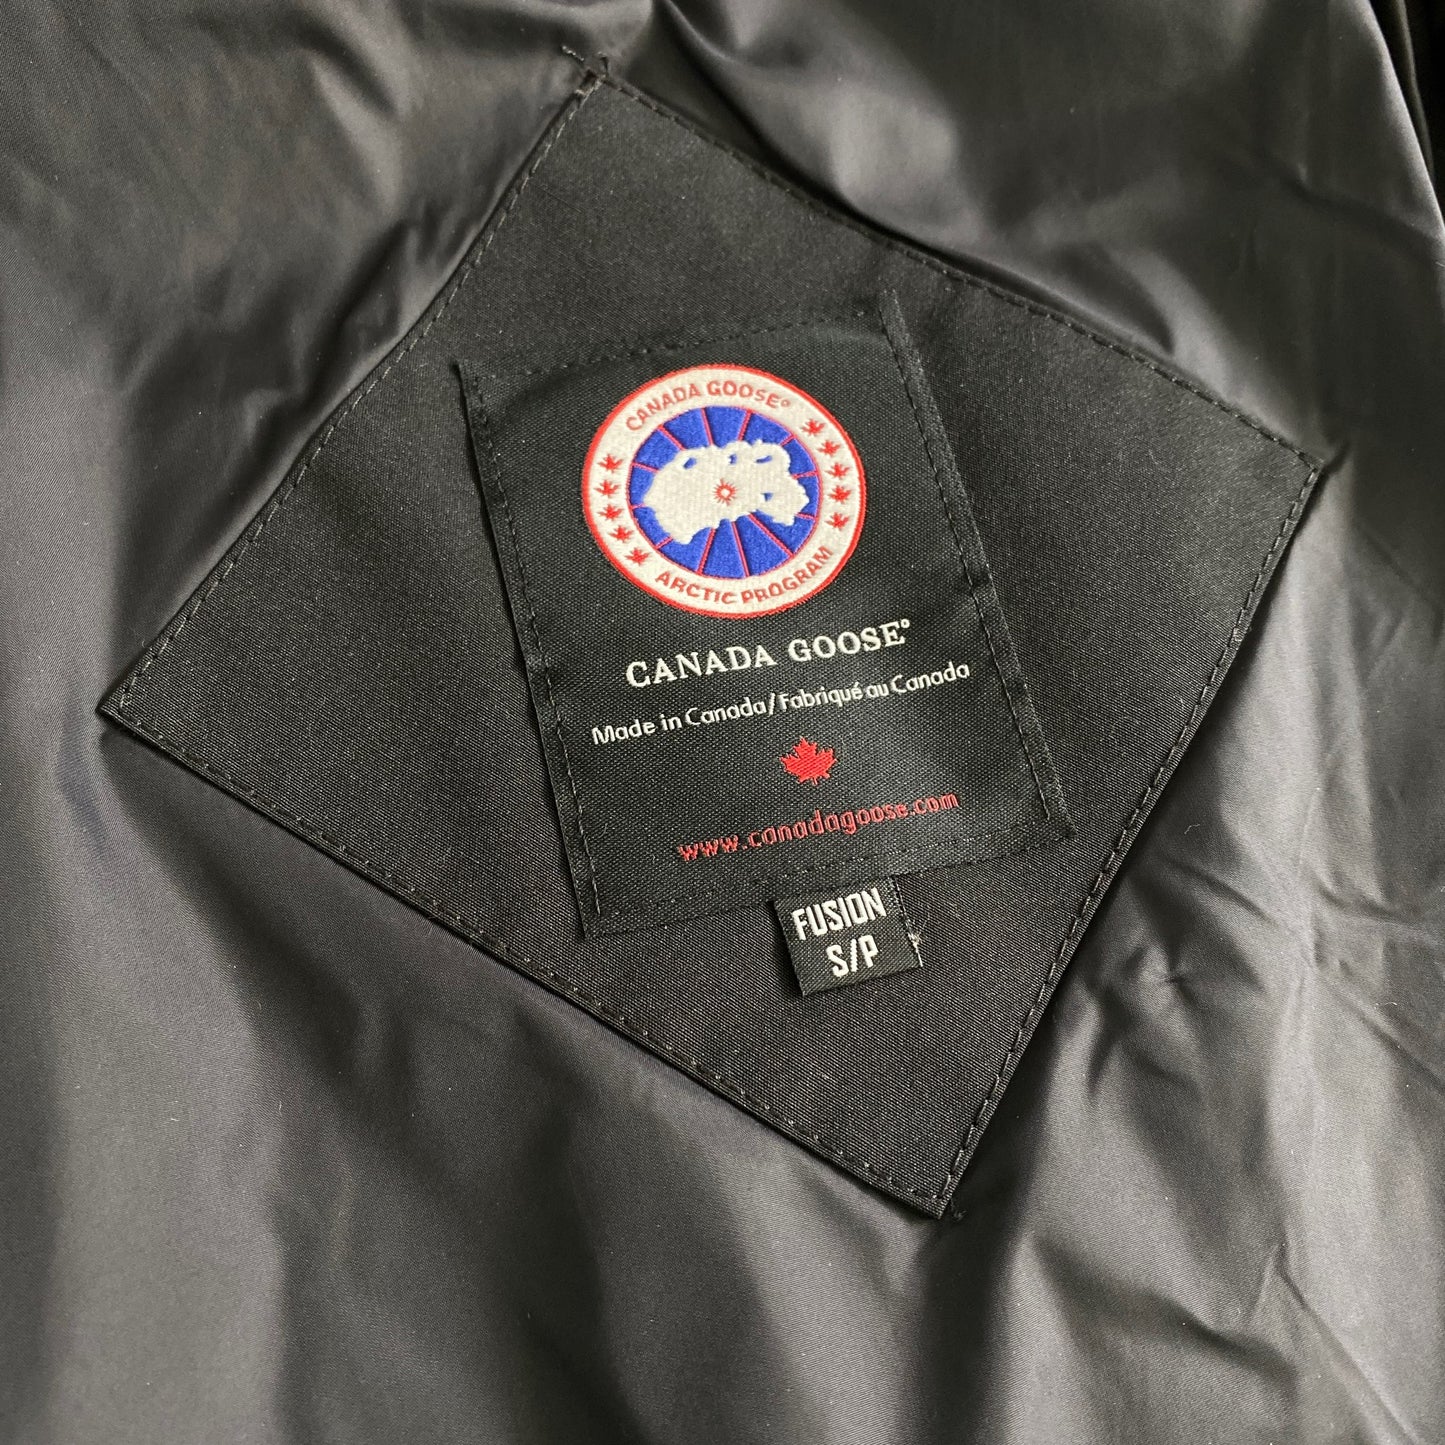 CANADA GOOSE®
ARCTIC PROGRAM
CANADA GOOSE®
Made in Canada/Fabriqué au Canada
www.canadagoose.com
FUSION
S/P